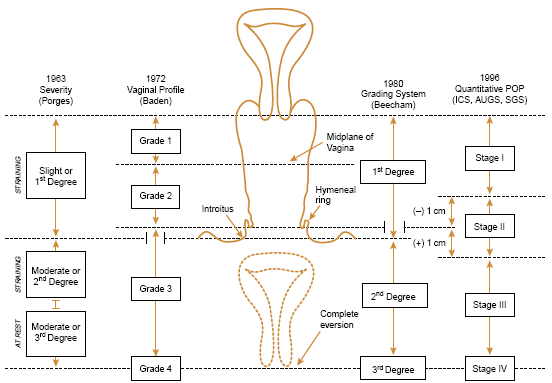 1963
Severity
(Porges)
1972
Vaginal Profile
(Baden)
1980
Grading System
(Beecham)
1996
Quantitative POP
(ICS, AUGS, SGS)
STRAINING
Slight or
1st Degree
Grade 1
Grade 2
Midplane of
Vagina
1st Degree
Stage I
Introitus
Hymeneal
ring
(–) 1 cm
(+) 1 cm
Stage II
STRAINING
Moderate or
2nd Degree
Grade 3
2nd Degree
Stage III
AT REST
Moderate or
3rd Degree
Complete
eversion
Grade 4
3rd Degree
Stage IV